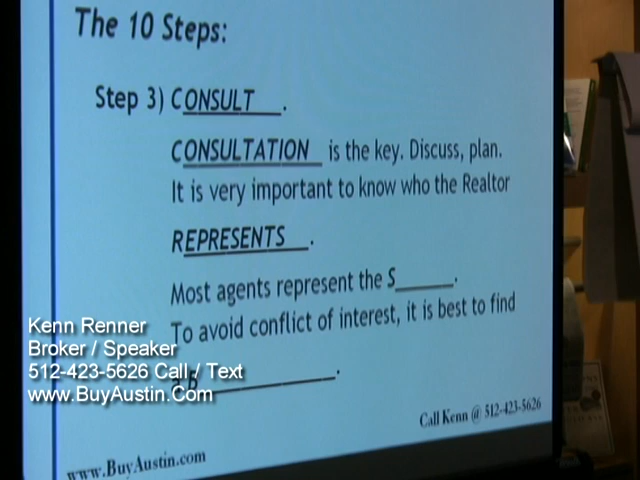 The 10 Steps:
Step 3) CONSULT.
CONSULTATION is the key. Discuss, plan.
It is very important to know who the Realtor
REPRESENTS.
Most agents represent the S______.
To avoid conflict of interest, it is best to find
a B____________.
Call Kenn @ 512-423-5626
www.BuyAustin.com
Kenn Renner
Broker / Speaker
512-423-5626 Call / Text
www.BuyAustin.Com